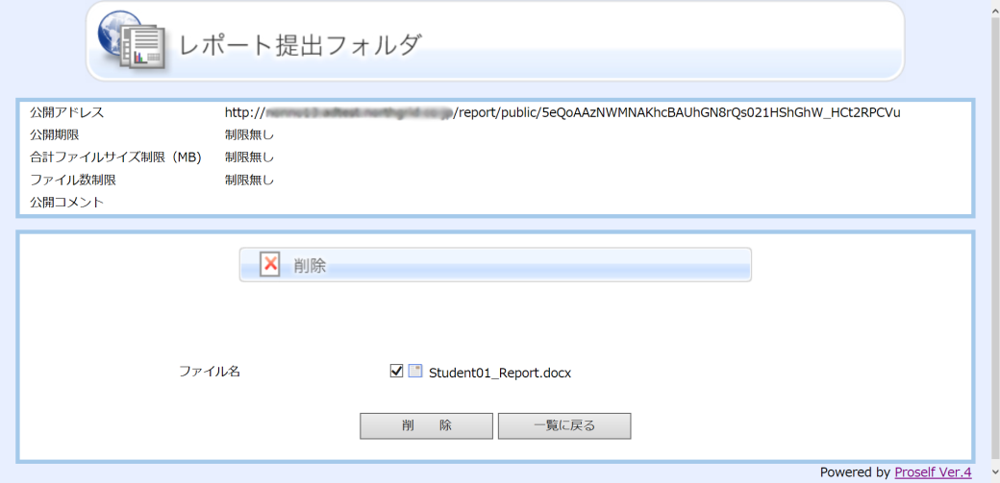 レポート提出フォルダ
公開アドレス http:// /report/public/5eQoAAzNWMNAKhcBAUhGN8rQs021HShGhW_HCt2RPCVu
公開期限 制限無し
合計ファイルサイズ制限（MB) 制限無し
ファイル数制限 制限無し
公開コメント
削除
ファイル名 Student01_Report.docx
削　除 一覧に戻る
Powered by Proself Ver.4